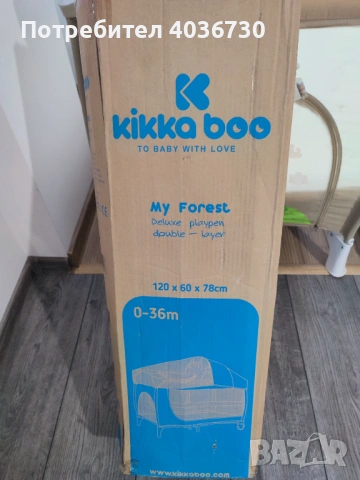 Потребител 4036730
kikka boo
TO BABY WITH LOVE
My Forest
Deluxe playpen
double - layer
120 x 60 x 78cm
0-36m
www.kikkaboo.com
BAZAR